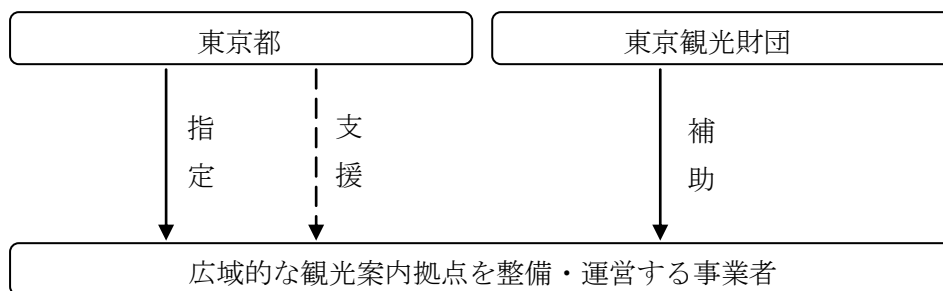 東京都
東京観光財団
指定
支援
補助
広域的な観光案内拠点を整備・運営する事業者